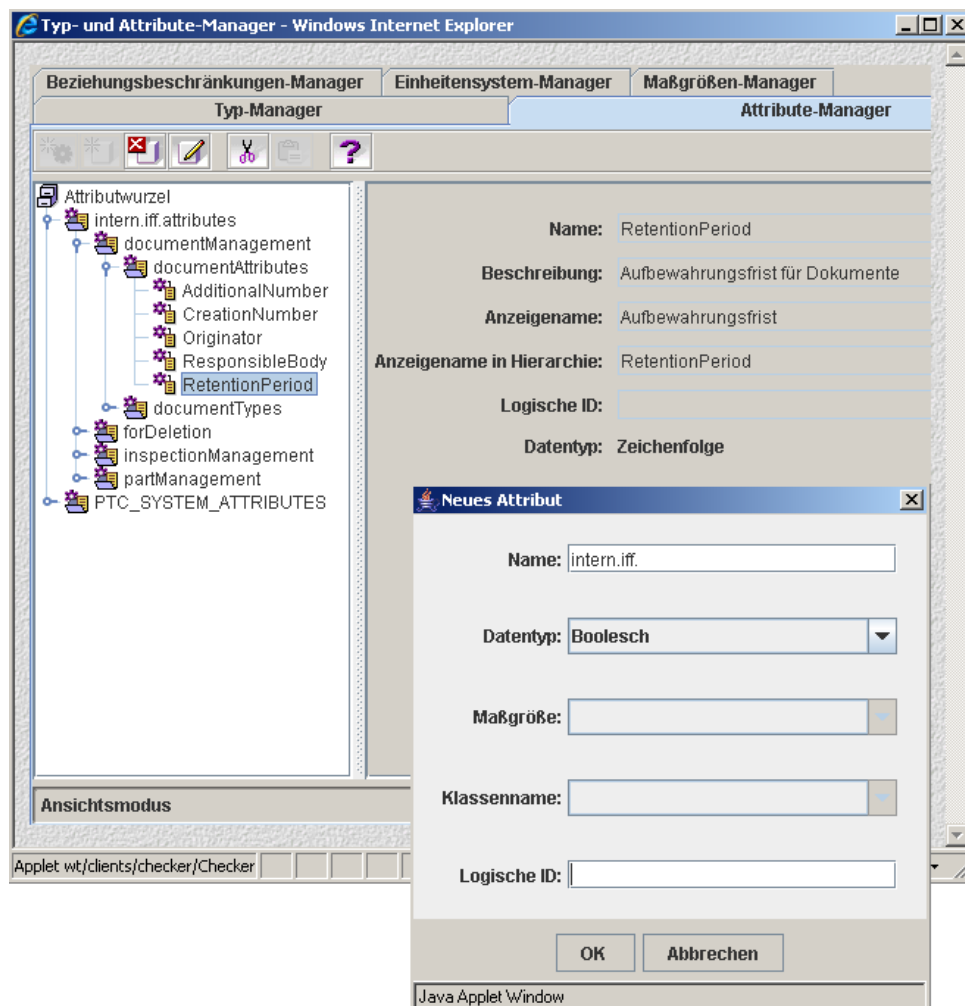 Typ- und Attribute-Manager - Windows Internet Explorer
Beziehungsbeschränkungen-Manager Einheitensystem-Manager Maßgrößen-Manager
Typ-Manager Attribute-Manager
?
Attributwurzel
intern.iff.attributes
documentManagement
documentAttributes
AdditionalNumber
CreationNumber
Originator
ResponsibleBody
RetentionPeriod
documentTypes
forDeletion
inspectionManagement
partManagement
PTC_SYSTEM_ATTRIBUTES
Name: RetentionPeriod
Beschreibung: Aufbewahrungsfrist für Dokumente
Anzeigename: Aufbewahrungsfrist
Anzeigename in Hierarchie: RetentionPeriod
Logische ID:
Datentyp: Zeichenfolge
Ansichtsmodus
Applet wt/clients/checker/Checker
Neues Attribut
Name: intern.iff.
Datentyp: Boolesch
Maßgröße:
Klassenname:
Logische ID:
OK Abbrechen
Java Applet Window